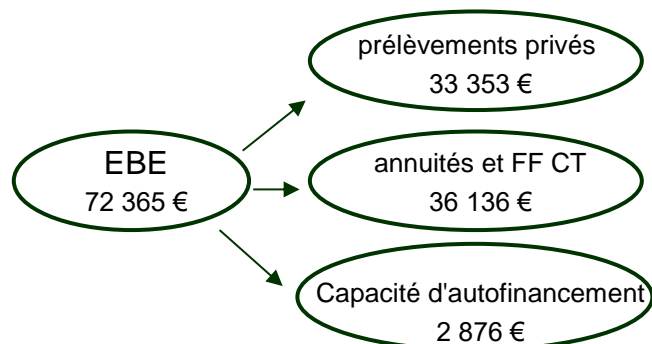 prélèvements privés
33 353 €
EBE
72 365 €
annuités et FF CT
36 136 €
Capacité d'autofinancement
2 876 €